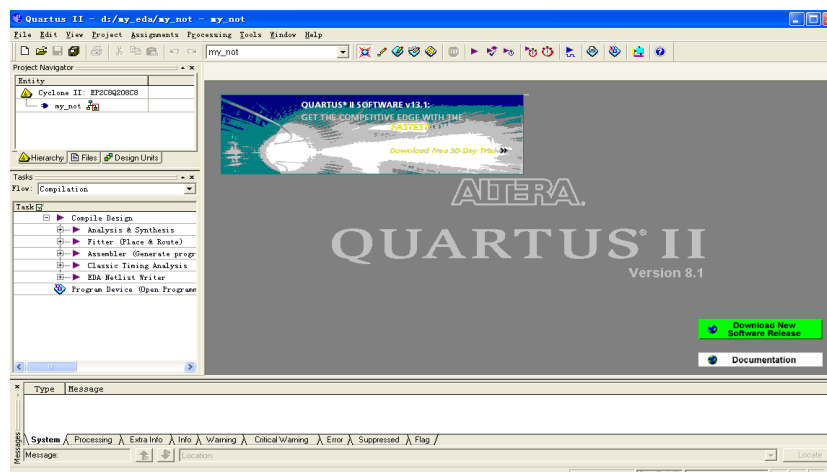 Quartus II - d:/my_eda/my_not - my_not
File Edit View Project Assignments Processing Tools Window Help
my_not
Project Navigator
Entity
Cyclone II: EP2C8Q208C8
my_not
Hierarchy Files Design Units
Tasks
Flow: Compilation
Task
Compile Design
Analysis & Synthesis
Fitter (Place & Route)
Assembler (Generate progr
Classic Timing Analysis
EDA Netlist Writer
Program Device (Open Programm
QUARTUS® II SOFTWARE v13.1:
GET THE COMPETITIVE EDGE WITH THE
FASTEST
Download Free 30-Day Trial
ALTERA.
QUARTUS® II
Version 8.1
Download New
Software Release
Documentation
Type Message
System Processing Extra Info Info Warning Critical Warning Error Suppressed Flag
Messages
Message: Location: Locate